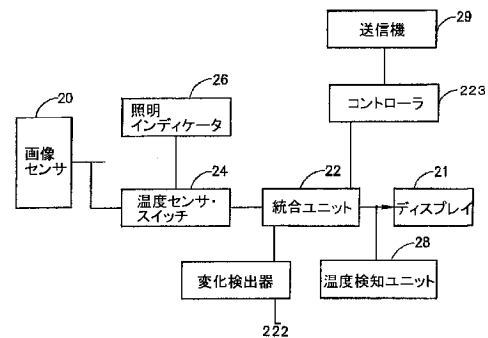 送信機
29
コントローラ
223
照明
インディケータ
26
画像
センサ
20
温度センサ・
スイッチ
24
統合ユニット
22
ディスプレイ
21
変化検出器
222
温度検知ユニット
28